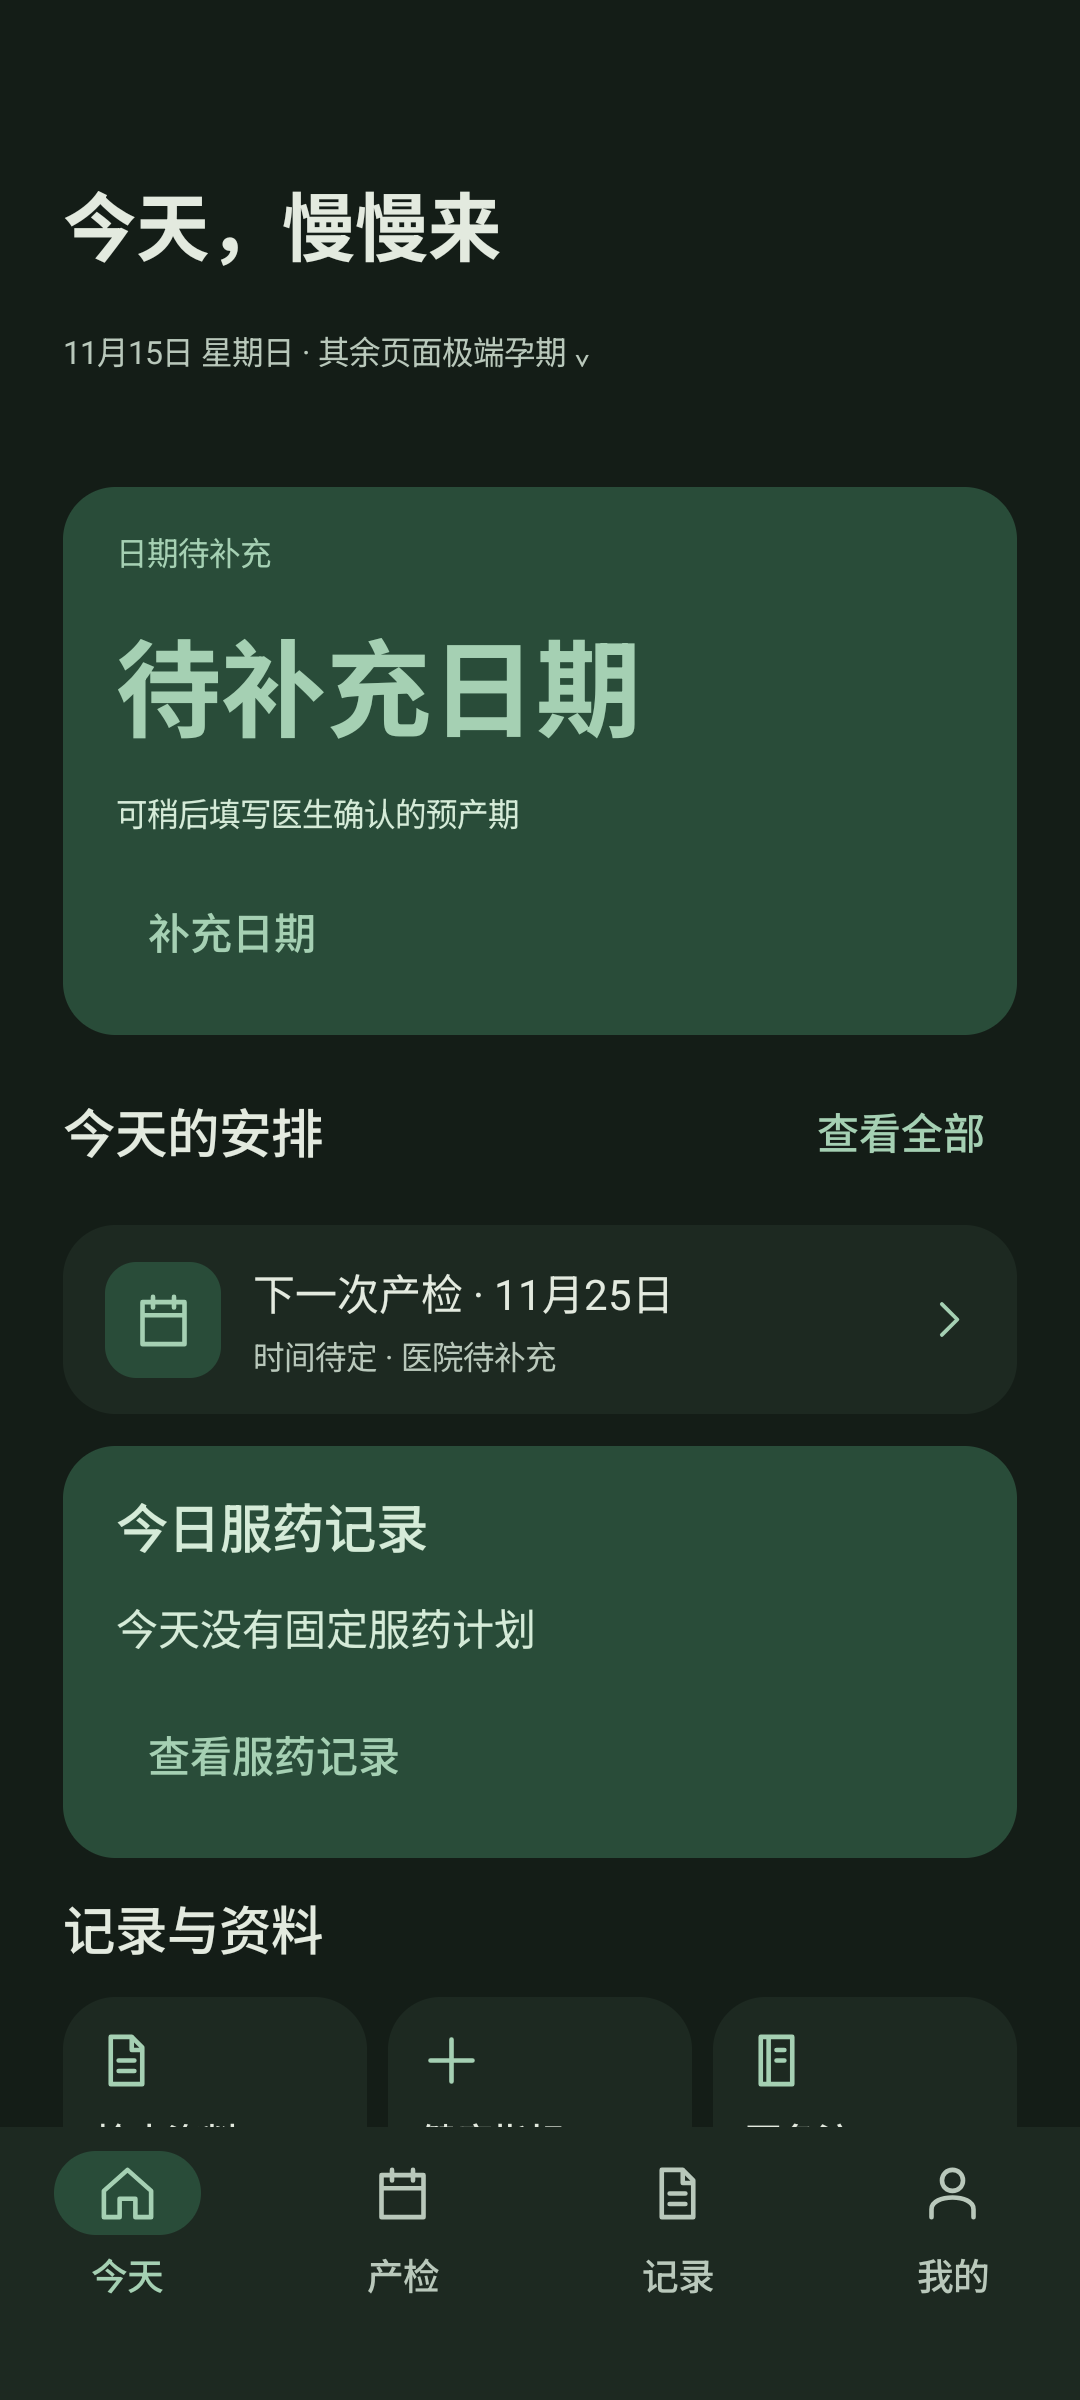 今天，慢慢来
11月15日 星期日 · 其余页面极端孕期
日期待补充
待补充日期
可稍后填写医生确认的预产期
补充日期
今天的安排
查看全部
下一次产检 · 11月25日
时间待定 · 医院待补充
今日服药记录
今天没有固定服药计划
查看服药记录
记录与资料
今天
产检
记录
我的